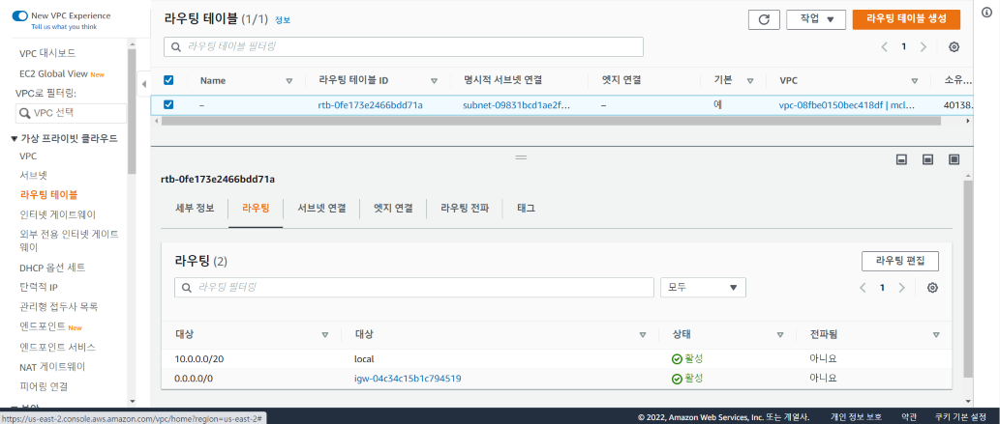 New VPC Experience
Tell us what you think
VPC 대시보드
EC2 Global View New
VPC로 필터링:
VPC 선택
가상 프라이빗 클라우드
VPC
서브넷
라우팅 테이블
인터넷 게이트웨이
외부 전용 인터넷 게이트
웨이
DHCP 옵션 세트
탄력적 IP
관리형 접두사 목록
엔드포인트 New
엔드포인트 서비스
NAT 게이트웨이
피어링 연결
라우팅 테이블 (1/1) 정보
작업
라우팅 테이블 생성
라우팅 테이블 필터링
1
Name 라우팅 테이블 ID 명시적 서브넷 연결 엣지 연결 기본 VPC 소유...
– rtb-0fe173e2466bdd71a subnet-09831bcd1ae2f... – 예 vpc-08fbe0150bec418df | mcl... 40138.
rtb-0fe173e2466bdd71a
세부 정보 라우팅 서브넷 연결 엣지 연결 라우팅 전파 태그
라우팅 (2)
라우팅 편집
라우팅 필터링
모두
1
대상 대상 상태 전파됨
10.0.0.0/20 local 활성 아니요
0.0.0.0/0 igw-04c34c15b1c794519 활성 아니요
https://us-east-2.console.aws.amazon.com/vpc/home?region=us-east-2#
© 2022, Amazon Web Services, Inc. 또는 계열사. 개인 정보 보호 약관 쿠키 기본 설정